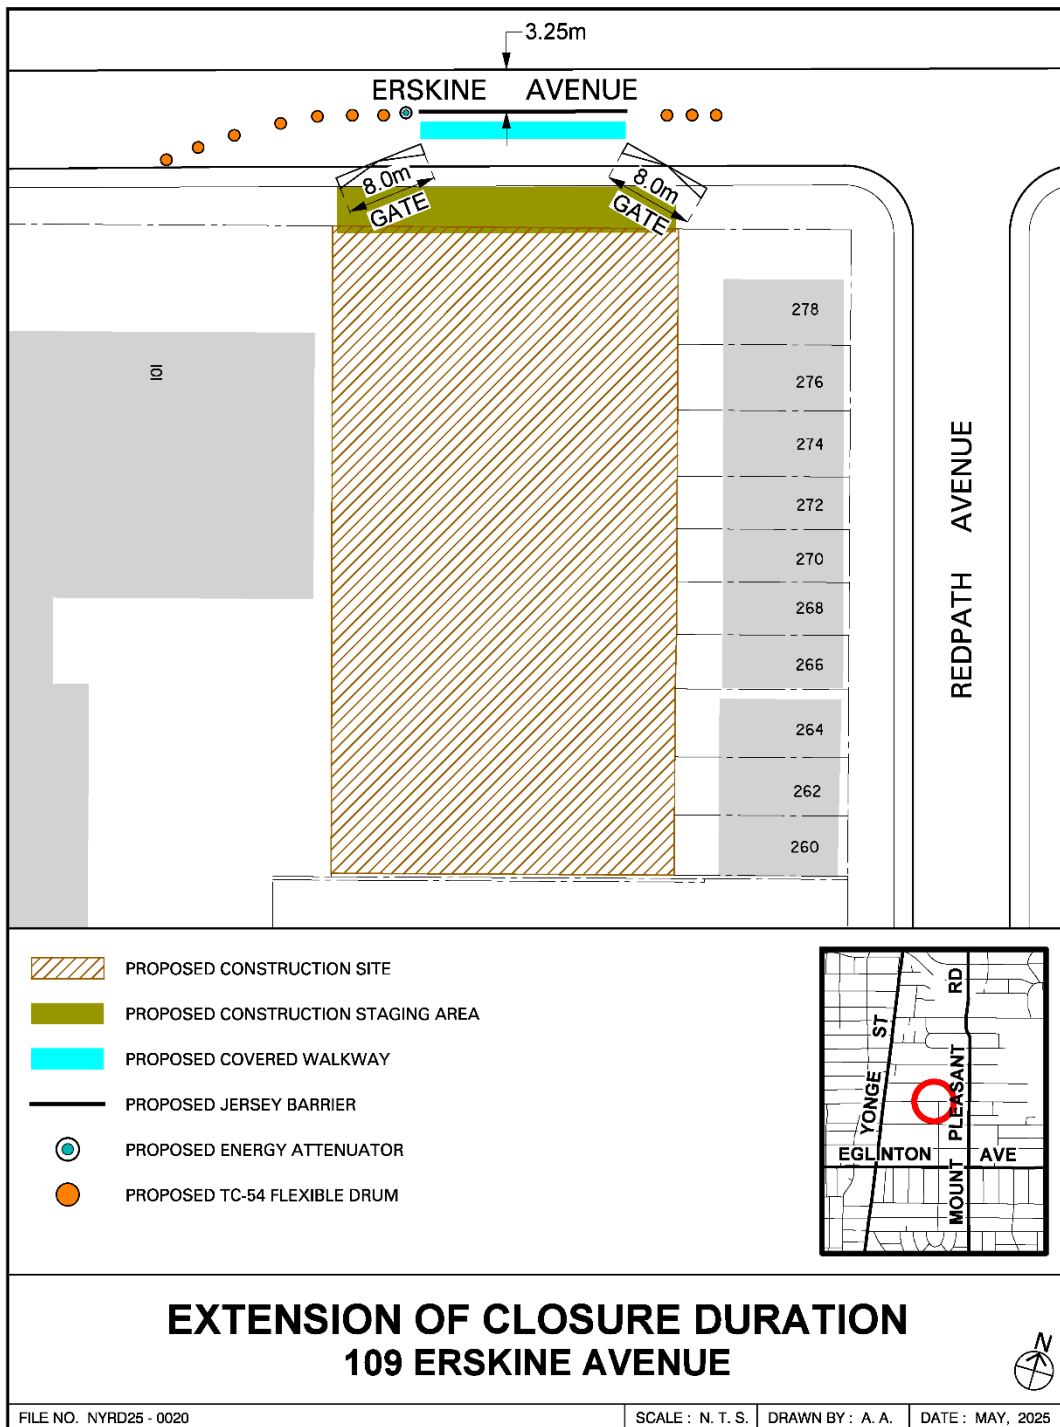 3.25m
ERSKINE AVENUE
8.0m
GATE
8.0m
GATE
101
278
276
274
272
270
268
266
264
262
260
REDPATH AVENUE
PROPOSED CONSTRUCTION SITE
PROPOSED CONSTRUCTION STAGING AREA
PROPOSED COVERED WALKWAY
PROPOSED JERSEY BARRIER
PROPOSED ENERGY ATTENUATOR
PROPOSED TC-54 FLEXIBLE DRUM
YONGE ST
MOUNT PLEASANT RD
EGLINTON AVE
EXTENSION OF CLOSURE DURATION
109 ERSKINE AVENUE
N
FILE NO. NYRD25 - 0020
SCALE : N. T. S.
DRAWN BY : A. A.
DATE : MAY, 2025